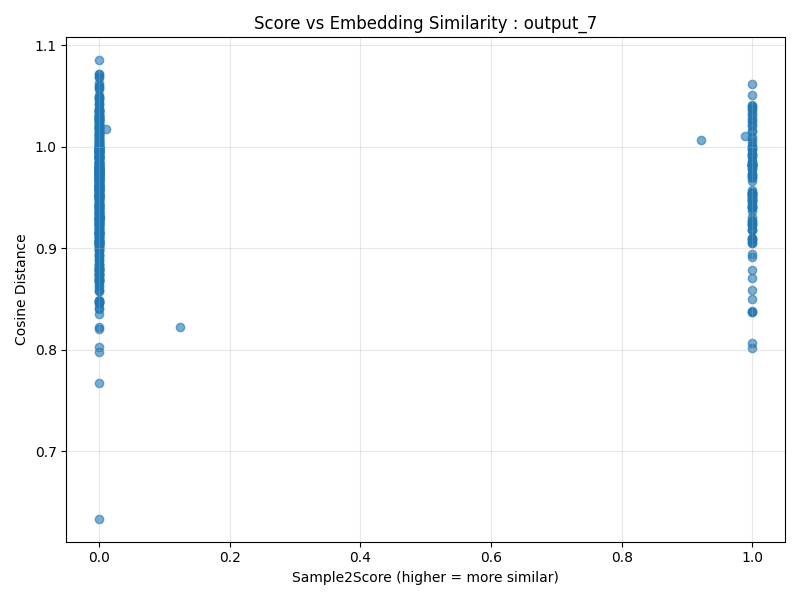 Score vs Embedding Similarity : output_7
1.1
1.0
0.9
0.8
0.7
Cosine Distance
0.0 0.2 0.4 0.6 0.8 1.0
Sample2Score (higher = more similar)